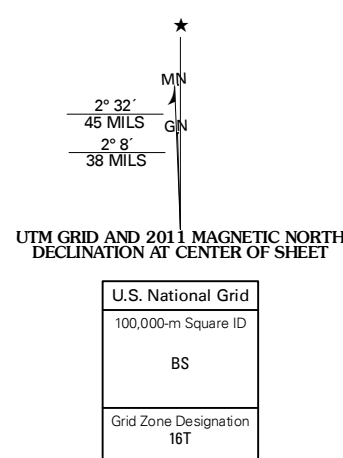 ★
MN
2° 32´
45 MILS
GN
2° 8´
38 MILS
UTM GRID AND 2011 MAGNETIC NORTH
DECLINATION AT CENTER OF SHEET
U.S. National Grid
100,000-m Square ID
BS
Grid Zone Designation
16T